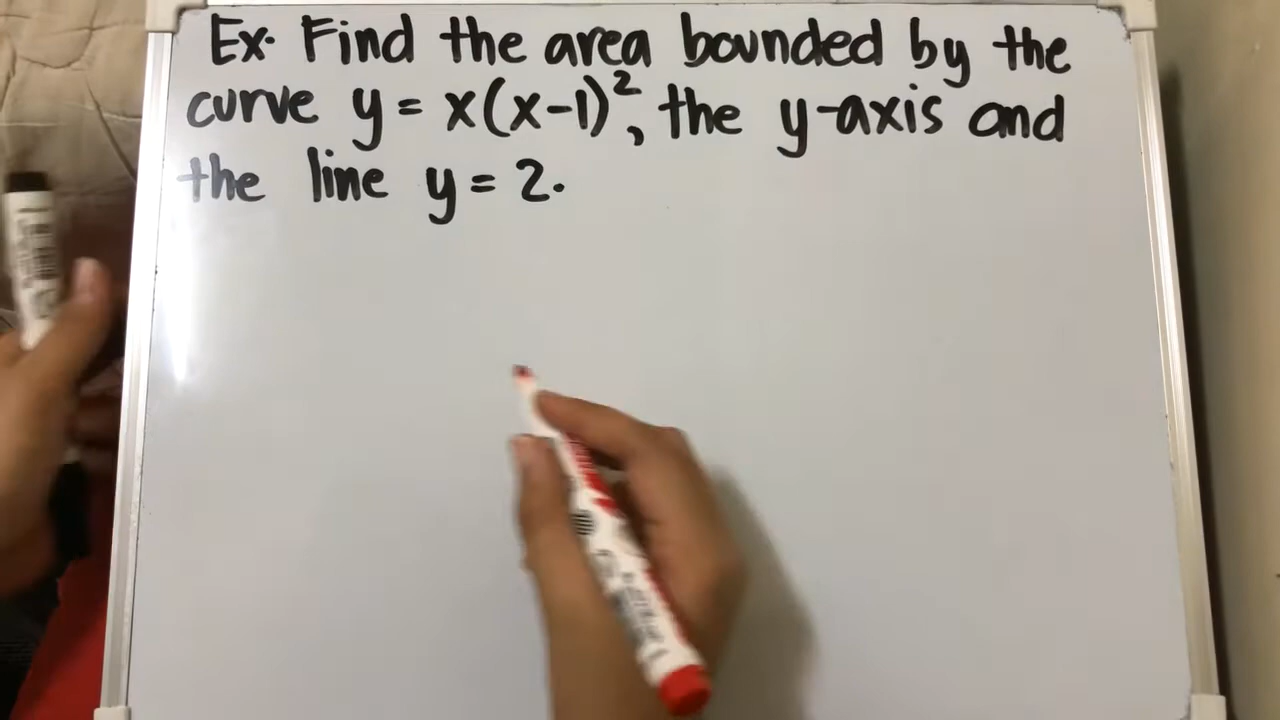 Ex. Find the area bounded by the
curve y = x(x-1)², the y-axis and
the line y = 2.